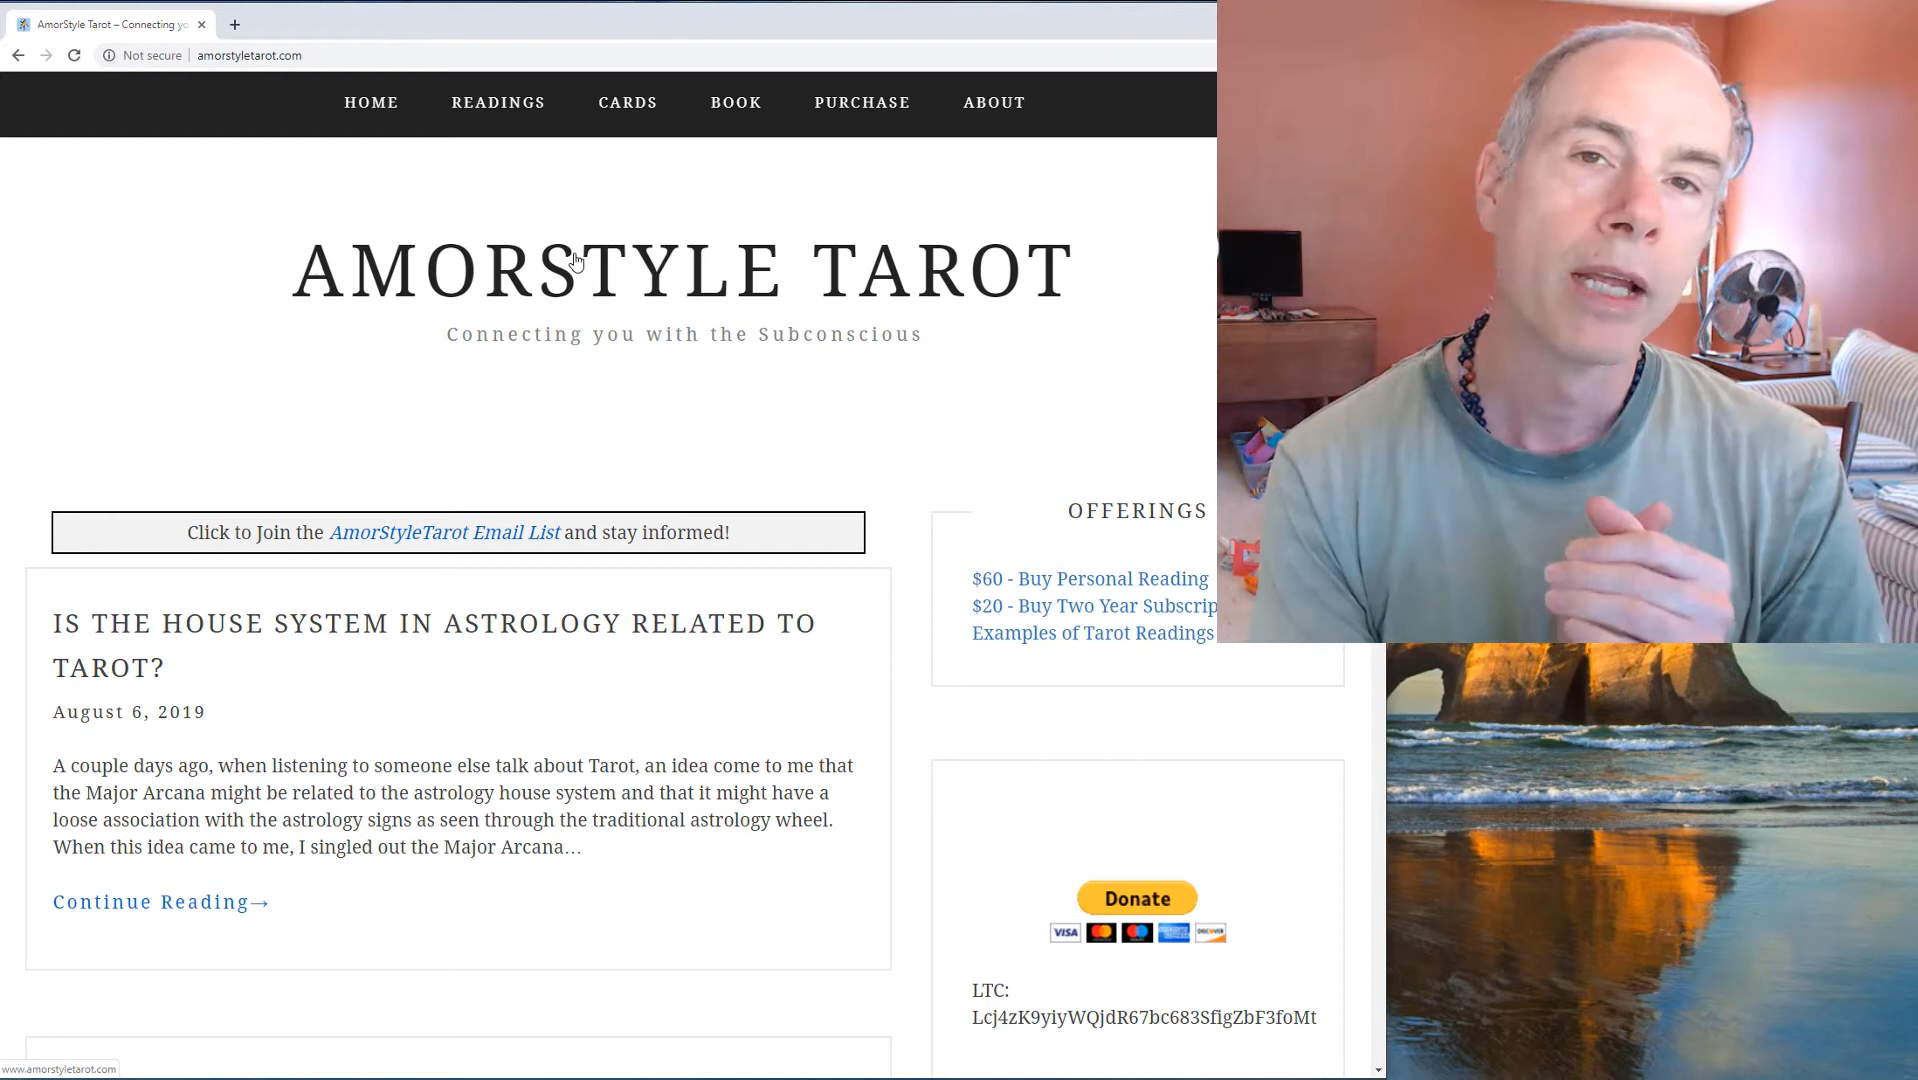 AmorStyle Tarot – Connecting yo
Not secure
amorstyletarot.com
HOME READINGS CARDS BOOK PURCHASE ABOUT
AMORSTYLE TAROT
Connecting you with the Subconscious
Click to Join the AmorStyleTarot Email List and stay informed!
IS THE HOUSE SYSTEM IN ASTROLOGY RELATED TO
TAROT?
August 6, 2019
A couple days ago, when listening to someone else talk about Tarot, an idea come to me that
the Major Arcana might be related to the astrology house system and that it might have a
loose association with the astrology signs as seen through the traditional astrology wheel.
When this idea came to me, I singled out the Major Arcana…
Continue Reading→
OFFERINGS
$60 - Buy Personal Reading
$20 - Buy Two Year Subscrip
Examples of Tarot Readings
Donate
VISA
DISCOVER
LTC:
Lcj4zK9yiyWQjdR67bc683SfigZbF3foMt
www.amorstyletarot.com